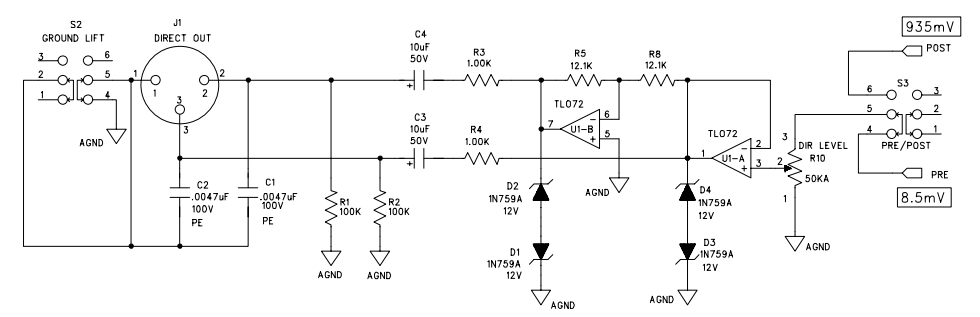 S2
GROUND LIFT
3
6
2
5
1
4
AGND
J1
DIRECT OUT
1
1
2
2
3
3
C2
.0047uF
100V
PE
C1
.0047uF
100V
PE
R1
100K
AGND
R2
100K
AGND
C4
10uF
50V
+
R3
1.00K
C3
10uF
50V
+
R4
1.00K
R5
12.1K
R8
12.1K
TL072
7
U1-B
-
6
+
5
AGND
D2
1N759A
12V
D1
1N759A
12V
AGND
TL072
1
U1-A
-
2
+
3
D4
1N759A
12V
D3
1N759A
12V
AGND
3
DIR LEVEL
2
R10
50KA
1
AGND
935mV
POST
S3
6
3
5
2
4
1
PRE/POST
PRE
8.5mV